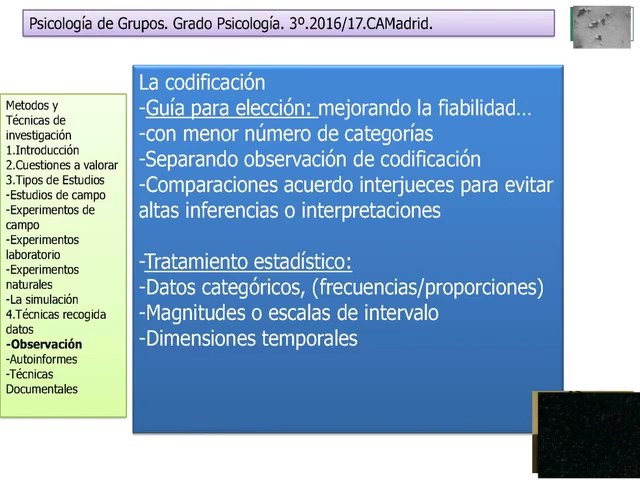 Psicología de Grupos. Grado Psicología. 3º.2016/17.CAMadrid.
Metodos y
Técnicas de
investigación
1.Introducción
2.Cuestiones a valorar
3.Tipos de Estudios
-Estudios de campo
-Experimentos de
campo
-Experimentos
laboratorio
-Experimentos
naturales
-La simulación
4.Técnicas recogida
datos
-Observación
-Autoinformes
-Técnicas
Documentales
La codificación
-Guía para elección: mejorando la fiabilidad…
-con menor número de categorías
-Separando observación de codificación
-Comparaciones acuerdo interjueces para evitar
altas inferencias o interpretaciones
-Tratamiento estadístico:
-Datos categóricos, (frecuencias/proporciones)
-Magnitudes o escalas de intervalo
-Dimensiones temporales